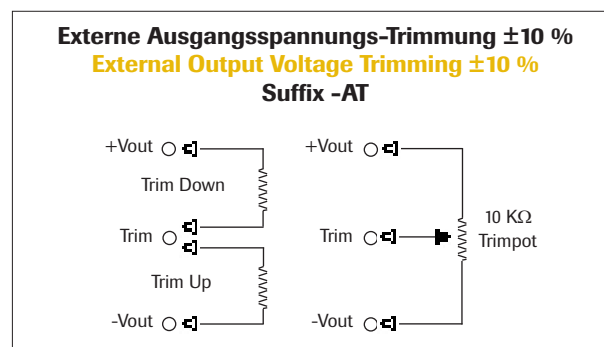 Externe Ausgangsspannungs-Trimmung ±10 %
External Output Voltage Trimming ±10 %
Suffix -AT
+Vout
Trim Down
Trim
Trim Up
-Vout
+Vout
Trim
-Vout
10 KΩ
Trimpot